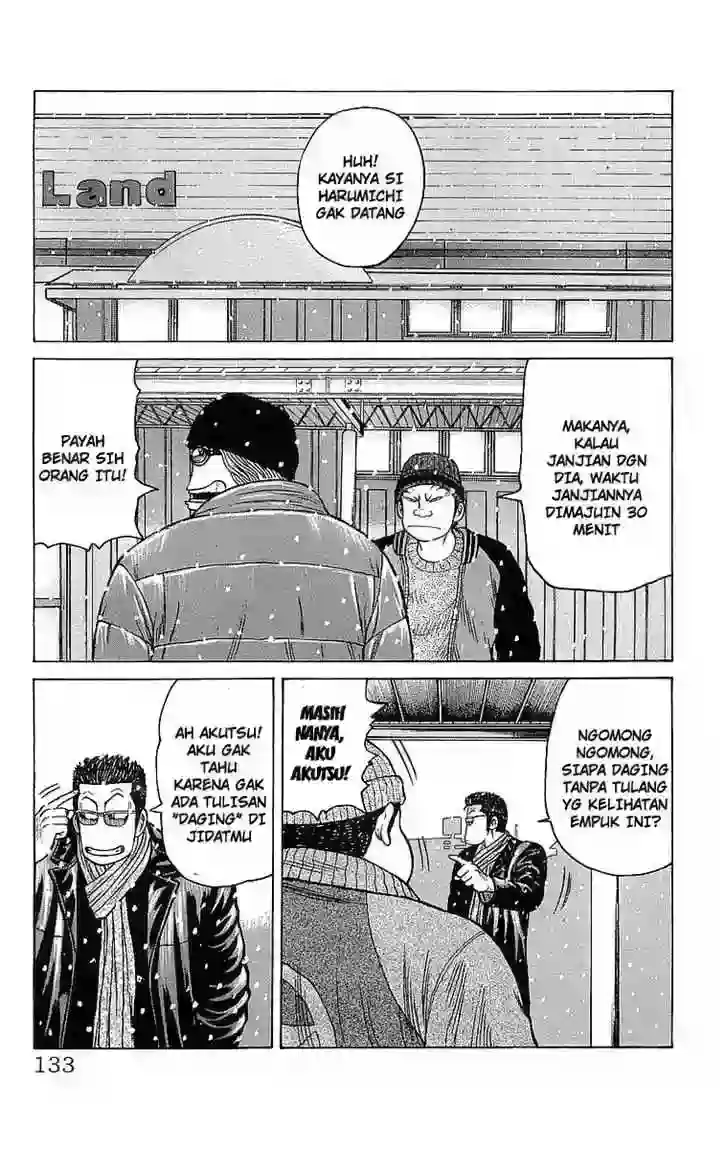 Land
HUH!
KAYANYA SI
HARUMICHI
GAK DATANG
MAKANYA,
KALAU
JANJIAN DGN
DIA, WAKTU
JANJIANNYA
DIMAJUIN 30
MENIT
PAYAH
BENAR SIH
ORANG ITU!
NGOMONG
NGOMONG,
SIAPA DAGING
TANPA TULANG
YG KELIHATAN
EMPUK INI?
MASIH
NANYA,
AKU
AKUTSU!
AH AKUTSU!
AKU GAK
TAHU
KARENA GAK
ADA TULISAN
"DAGING" DI
JIDATMU
133